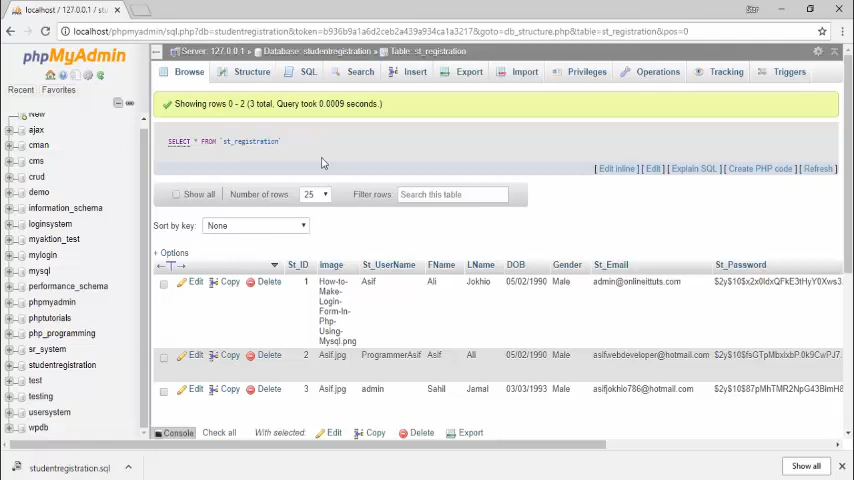 localhost / 127.0.0.1 / s
localhost/phpmyadmin/sql.php?db=studentregistration&token=b936b9a1a6d2ceb2a439a934ca1a3217&goto=db_structure.php&table=st_registration&pos=0
phpMyAdmin
Server: 127.0.0.1 » Database: studentregistration » Table: st_registration
Browse Structure SQL Search Insert Export Import Privileges Operations Tracking Triggers
Recent Favorites
Showing rows 0 - 2 (3 total, Query took 0.0009 seconds.)
SELECT * FROM `st_registration`
[ Edit inline ] [ Edit ] [ Explain SQL ] [ Create PHP code ] [ Refresh ]
Show all Number of rows: 25 Filter rows: Search this table
Sort by key: None
+ Options
St_ID image St_UserName FName LName DOB Gender St_Email St_Password
Edit Copy Delete 1 How-to- Asif Ali Jokhio 05/02/1990 Male admin@onlineittuts.com
Make-
Login-
Form-In-
Php-
Using-
Mysql.png
Edit Copy Delete 2 Asif.jpg ProgrammerAsif Asif Ali 05/02/1990 Male asifwebdeveloper@hotmail.com
Edit Copy Delete 3 Asif.jpg admin Sahil Jamal 03/03/1993 Male asifjokhio786@hotmail.com
Console Check all With selected: Edit Copy Delete Export
New
ajax
cman
cms
crud
demo
information_schema
loginsystem
myaktion_test
mylogin
mysql
performance_schema
phpmyadmin
phptutorials
php_programming
sr_system
studentregistration
test
testing
usersystem
wpdb
studentregistration.sql
Show all